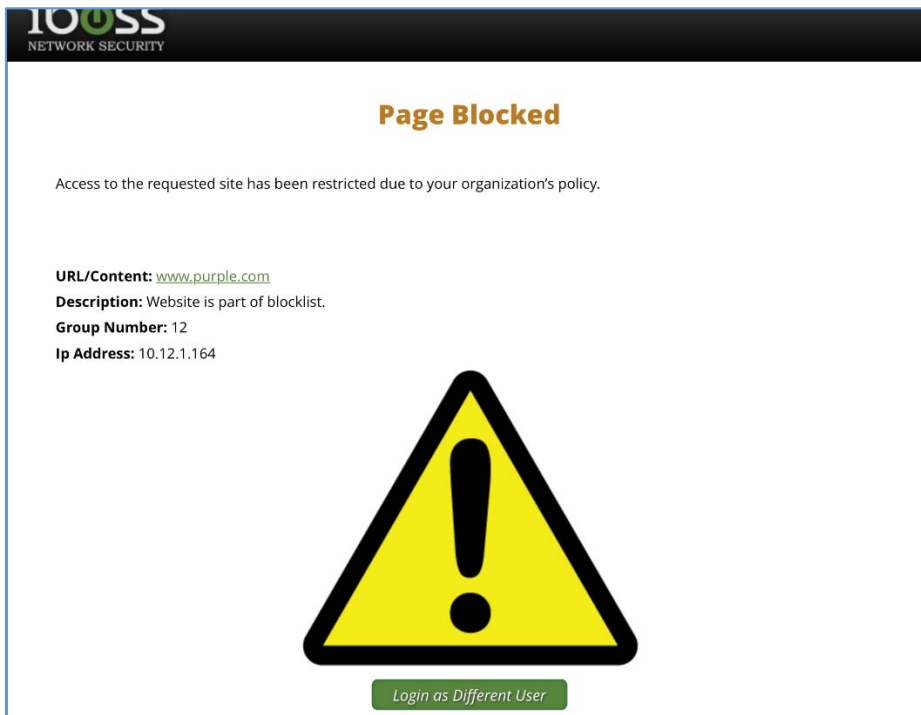 iboss
NETWORK SECURITY
Page Blocked
Access to the requested site has been restricted due to your organization’s policy.
URL/Content: www.purple.com
Description: Website is part of blocklist.
Group Number: 12
Ip Address: 10.12.1.164
Login as Different User